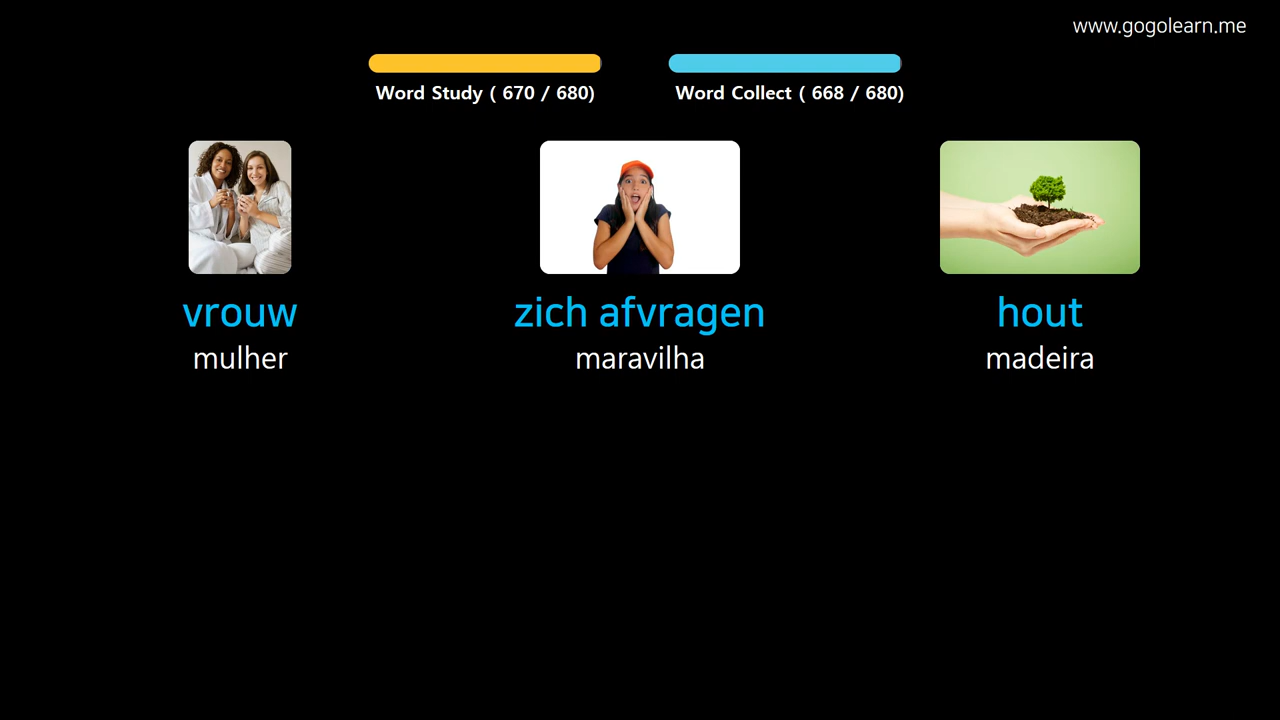 www.gogolearn.me
Word Study ( 670 / 680)
Word Collect ( 668 / 680)
vrouw
mulher
zich afvragen
maravilha
hout
madeira